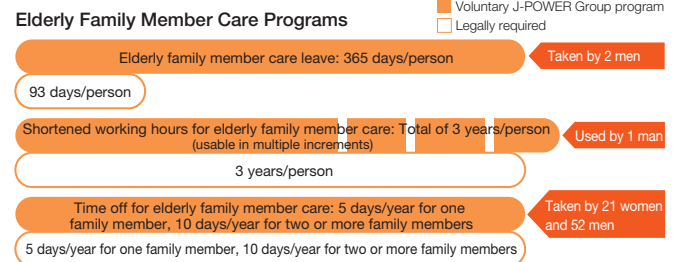 Elderly Family Member Care Programs
Voluntary J-POWER Group program
Legally required
Elderly family member care leave: 365 days/person
Taken by 2 men
93 days/person
Shortened working hours for elderly family member care: Total of 3 years/person
(usable in multiple increments)
Used by 1 man
3 years/person
Time off for elderly family member care: 5 days/year for one
family member, 10 days/year for two or more family members
Taken by 21 women
and 52 men
5 days/year for one family member, 10 days/year for two or more family members